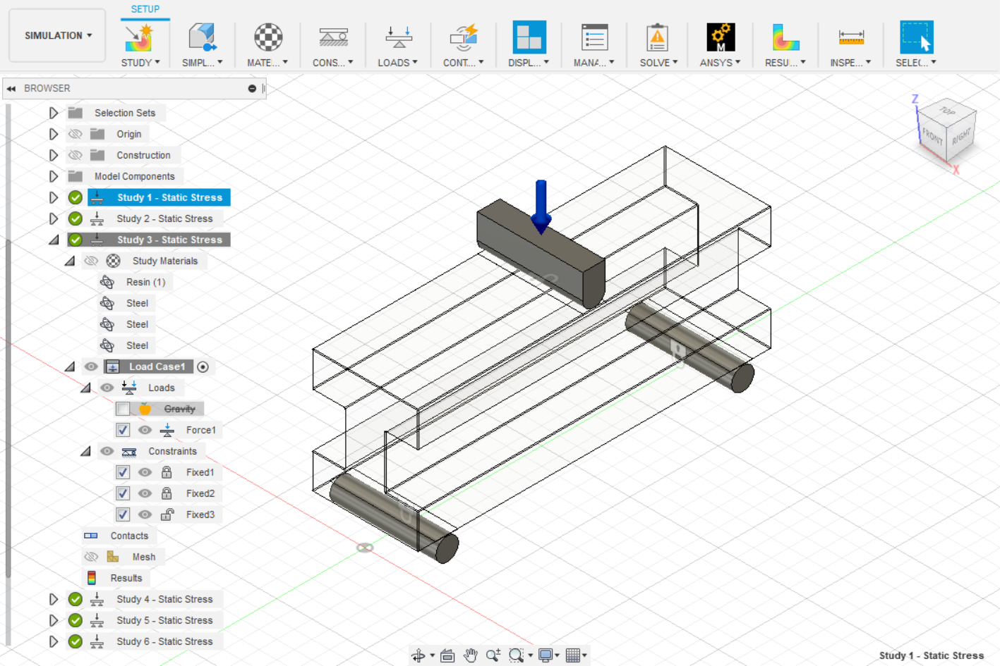 SETUP
SIMULATION
STUDY
SIMPL...
MATE...
CONS...
LOADS
CONT...
DISPL...
MANA...
SOLVE
M
ANSYS
RESU...
INSPE...
SELE(...
BROWSER
Selection Sets
Origin
Construction
Model Components
Study 1 - Static Stress
Study 2 - Static Stress
Study 3 - Static Stress
Study Materials
Resin (1)
Steel
Steel
Steel
Load Case1
Loads
Gravity
Force1
Constraints
Fixed1
Fixed2
Fixed3
Contacts
Mesh
Results
Study 4 - Static Stress
Study 5 - Static Stress
Study 6 - Static Stress
Z
TOP
FRONT
RIGHT
X
Study 1 - Static Stress